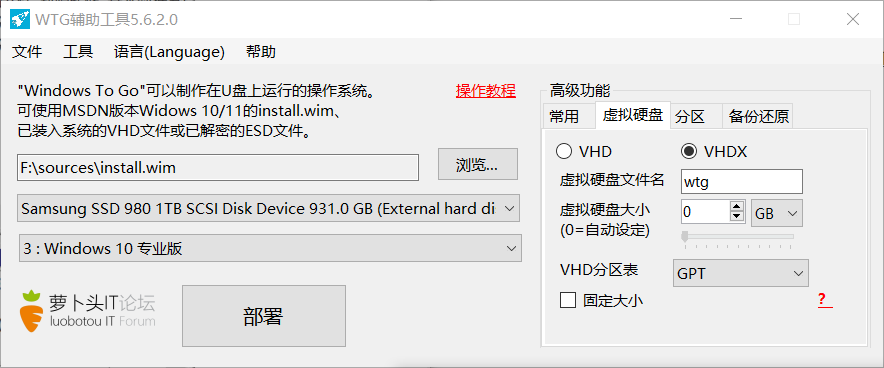 WTG辅助工具5.6.2.0
文件 工具 语言(Language) 帮助
"Windows To Go"可以制作在U盘上运行的操作系统。
可使用MSDN版本Widows 10/11的install.wim、
已装入系统的VHD文件或已解密的ESD文件。
操作教程
F:\sources\install.wim
浏览...
Samsung SSD 980 1TB SCSI Disk Device 931.0 GB (External hard di
3 : Windows 10 专业版
萝卜头IT论坛
luobotou IT Forum
部署
高级功能
常用 虚拟硬盘 分区 备份还原
VHD VHDX
虚拟硬盘文件名 wtg
虚拟硬盘大小 0 GB
(0=自动设定)
VHD分区表 GPT
固定大小 ?